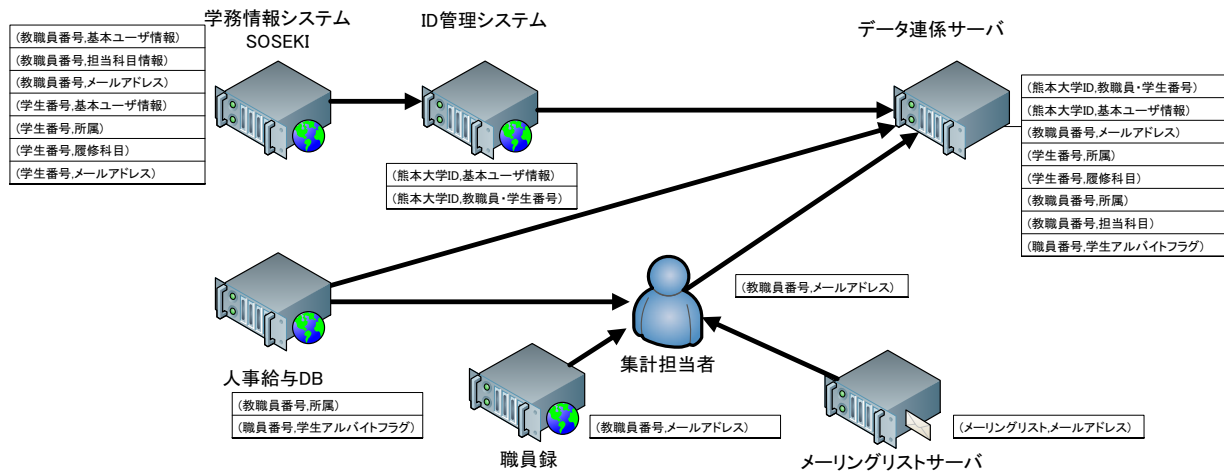 学務情報システム
SOSEKI
ID管理システム
データ連係サーバ
(教職員番号,基本ユーザ情報)
(教職員番号,担当科目情報)
(教職員番号,メールアドレス)
(学生番号,基本ユーザ情報)
(学生番号,所属)
(学生番号,履修科目)
(学生番号,メールアドレス)
(熊本大学ID,基本ユーザ情報)
(熊本大学ID,教職員・学生番号)
(熊本大学ID,教職員・学生番号)
(熊本大学ID,基本ユーザ情報)
(教職員番号,メールアドレス)
(学生番号,所属)
(学生番号,履修科目)
(教職員番号,所属)
(教職員番号,担当科目)
(職員番号,学生アルバイトフラグ)
(教職員番号,メールアドレス)
集計担当者
人事給与DB
(教職員番号,所属)
(職員番号,学生アルバイトフラグ)
(教職員番号,メールアドレス)
職員録
(メーリングリスト,メールアドレス)
メーリングリストサーバ